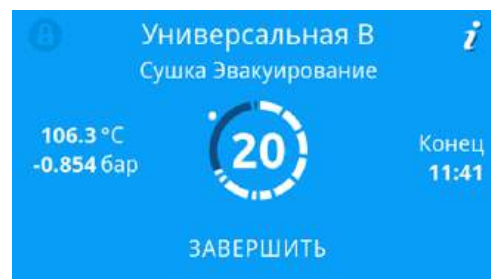 Универсальная B
i
Сушка Эвакуирование
106.3 °C
-0.854 бар
20
Конец
11:41
ЗАВЕРШИТЬ